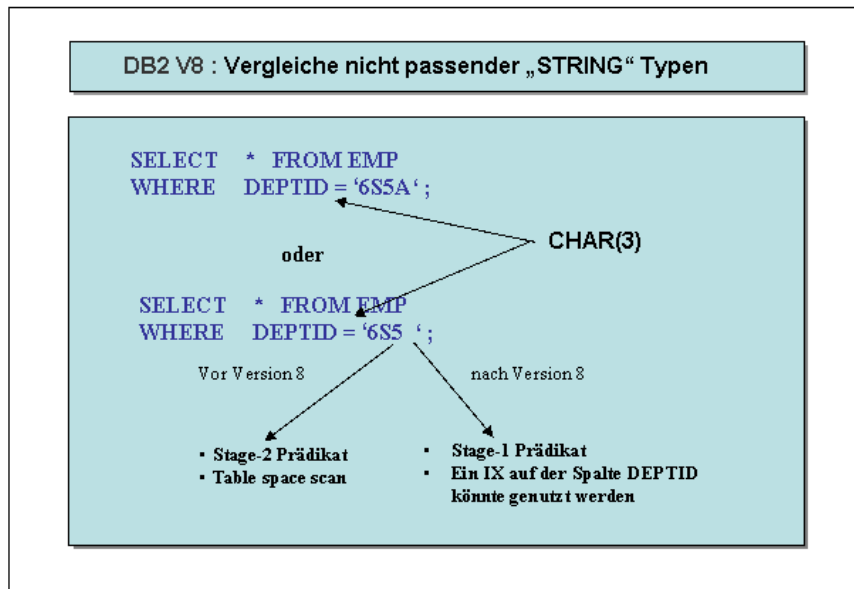 DB2 V8 : Vergleiche nicht passender „STRING“ Typen
SELECT * FROM EMP
WHERE DEPTID = ‘6S5A‘ ;
CHAR(3)
oder
SELECT * FROM EMP
WHERE DEPTID = ‘6S5 ‘ ;
Vor Version 8
nach Version 8
▪ Stage-2 Prädikat
▪ Table space scan
▪ Stage-1 Prädikat
▪ Ein IX auf der Spalte DEPTID
könnte genutzt werden